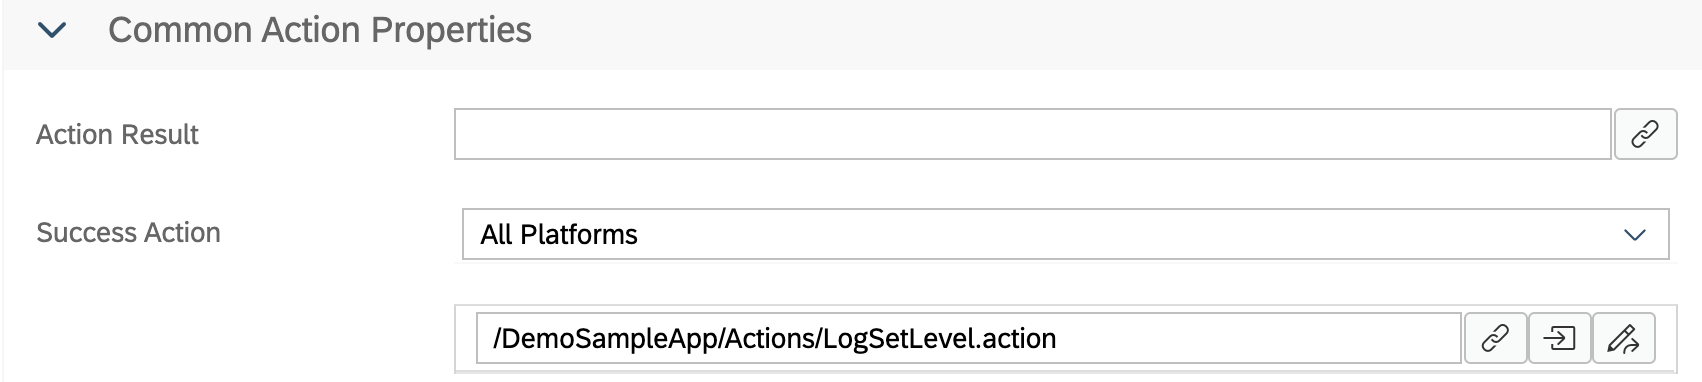 Common Action Properties
Action Result
Success Action
All Platforms
/DemoSampleApp/Actions/LogSetLevel.action